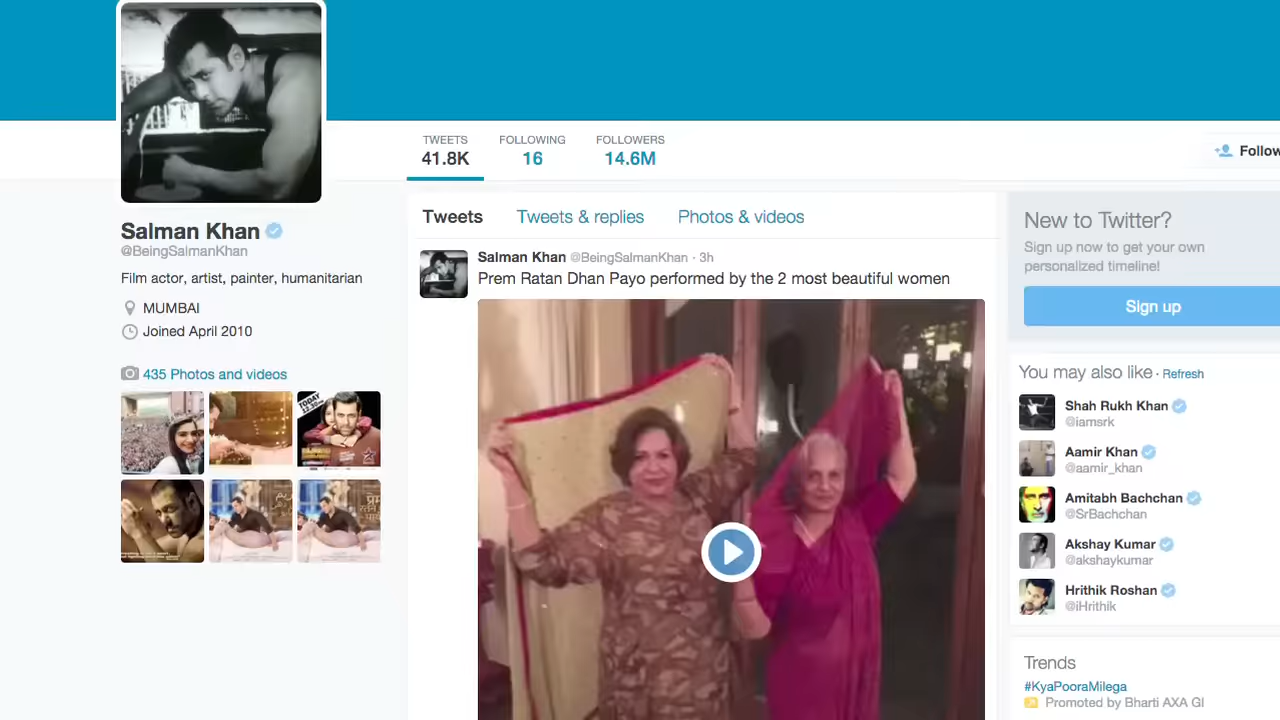 TWEETS
41.8K
FOLLOWING
16
FOLLOWERS
14.6M
Follow
Salman Khan
@BeingSalmanKhan
Film actor, artist, painter, humanitarian
MUMBAI
Joined April 2010
435 Photos and videos
TODAY
12:30
Tweets
Tweets & replies
Photos & videos
Salman Khan @BeingSalmanKhan · 3h
Prem Ratan Dhan Payo performed by the 2 most beautiful women
New to Twitter?
Sign up now to get your own
personalized timeline!
Sign up
You may also like · Refresh
Shah Rukh Khan
@iamsrk
Aamir Khan
@aamir_khan
Amitabh Bachchan
@SrBachchan
Akshay Kumar
@akshaykumar
Hrithik Roshan
@iHrithik
Trends
#KyaPooraMilega
Promoted by Bharti AXA GI